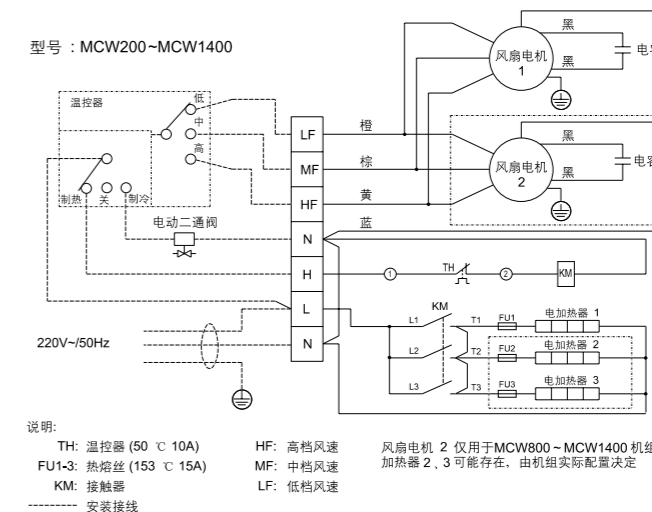 型号 : MCW200~MCW1400
温控器
低
中
高
制热 关 制冷
电动二通阀
LF
MF
HF
N
H
L
N
橙
棕
黄
蓝
黑
黑
风扇电机
1
黑
黑
风扇电机
2
1 TH 2 KM
KM
L1 T1 FU1 电加热器 1
L2 T2 FU2 电加热器 2
L3 T3 FU3 电加热器 3
220V~/50Hz
说明:
TH: 温控器 (50 ℃ 10A)
FU1-3: 热熔丝 (153 ℃ 15A)
KM: 接触器
--------- 安装接线
HF: 高档风速
MF: 中档风速
LF: 低档风速
风扇电机 2 仅用于MCW800~MCW1400 机组
加热器 2 、3 可能存在, 由机组实际配置决定